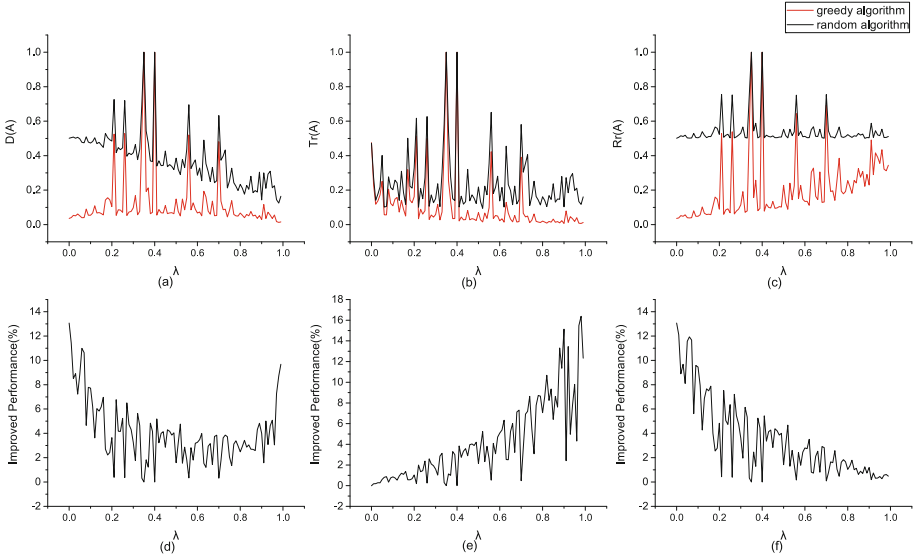 greedy algorithm
random algorithm
D(A)
1.0
0.8
0.6
0.4
0.2
0.0
0.0 0.2 0.4 0.6 0.8 1.0
λ
(a)
Tr(A)
1.0
0.8
0.6
0.4
0.2
0.0
0.0 0.2 0.4 0.6 0.8 1.0
λ
(b)
Rr(A)
1.0
0.8
0.6
0.4
0.2
0.0
0.0 0.2 0.4 0.6 0.8 1.0
λ
(c)
Improved Performance(%)
14
12
10
8
6
4
2
0
-2
0.0 0.2 0.4 0.6 0.8 1.0
λ
(d)
Improved Performance(%)
18
16
14
12
10
8
6
4
2
0
-2
0.0 0.2 0.4 0.6 0.8 1.0
λ
(e)
Improved Performance(%)
14
12
10
8
6
4
2
0
-2
0.0 0.2 0.4 0.6 0.8 1.0
λ
(f)